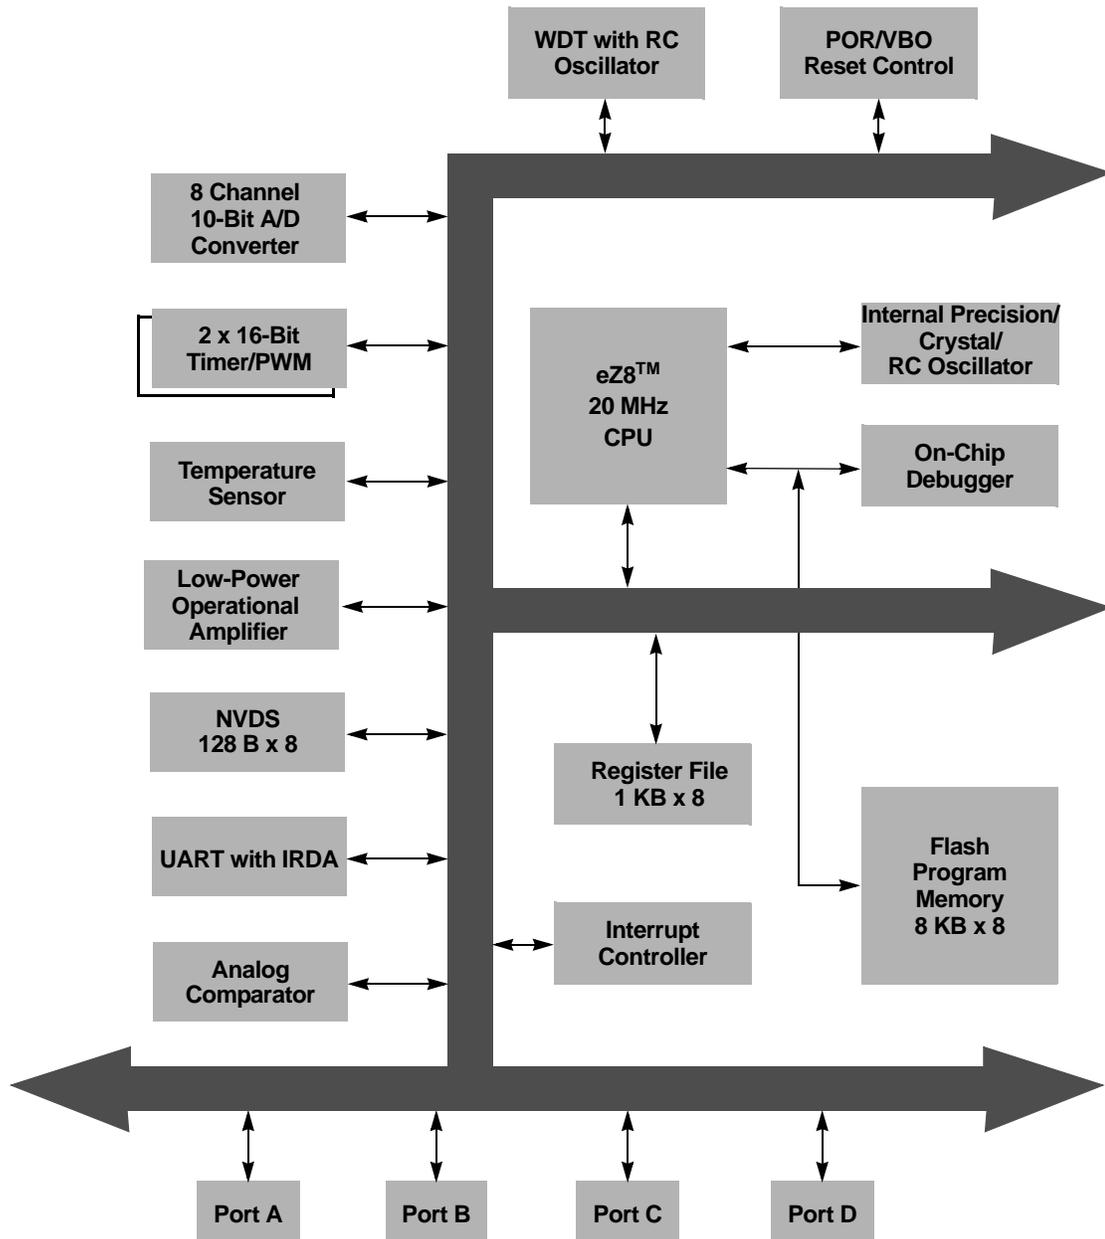 WDT with RC
Oscillator
POR/VBO
Reset Control
8 Channel
10-Bit A/D
Converter
2 x 16-Bit
Timer/PWM
Temperature
Sensor
Low-Power
Operational
Amplifier
NVDS
128 B x 8
UART with IRDA
Analog
Comparator
eZ8™
20 MHz
CPU
Internal Precision/
Crystal/
RC Oscillator
On-Chip
Debugger
Register File
1 KB x 8
Interrupt
Controller
Flash
Program
Memory
8 KB x 8
Port A
Port B
Port C
Port D